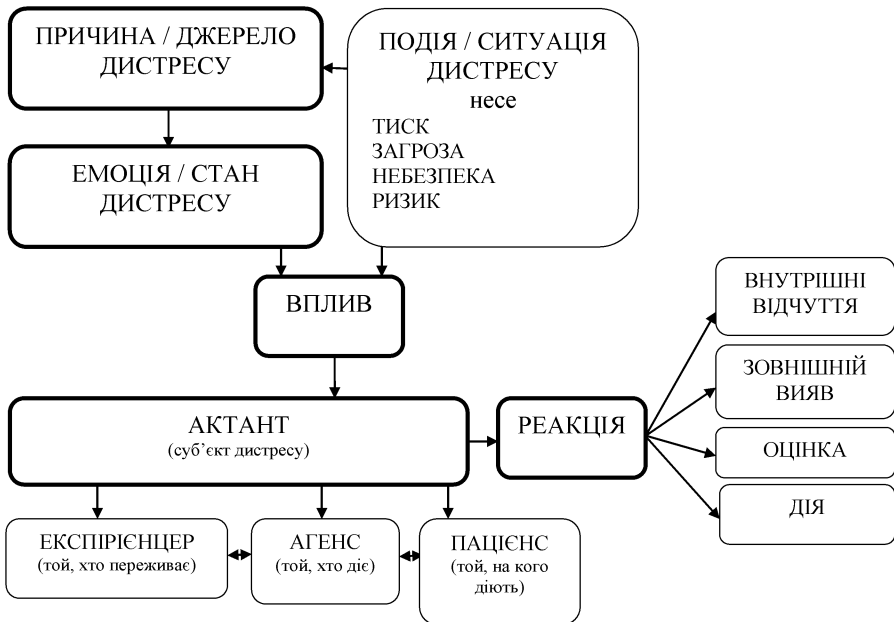 ПРИЧИНА / ДЖЕРЕЛО
ДИСТРЕСУ
ПОДІЯ / СИТУАЦІЯ
ДИСТРЕСУ
несе
ТИСК
ЗАГРОЗА
НЕБЕЗПЕКА
РИЗИК
ЕМОЦІЯ / СТАН
ДИСТРЕСУ
ВПЛИВ
АКТАНТ
(суб’єкт дистресу)
РЕАКЦІЯ
ВНУТРІШНІ
ВІДЧУТТЯ
ЗОВНІШНІЙ
ВИЯВ
ОЦІНКА
ДІЯ
ЕКСПІРІЄНЦЕР
(той, хто переживає)
АГЕНС
(той, хто діє)
ПАЦІЄНС
(той, на кого
діють)